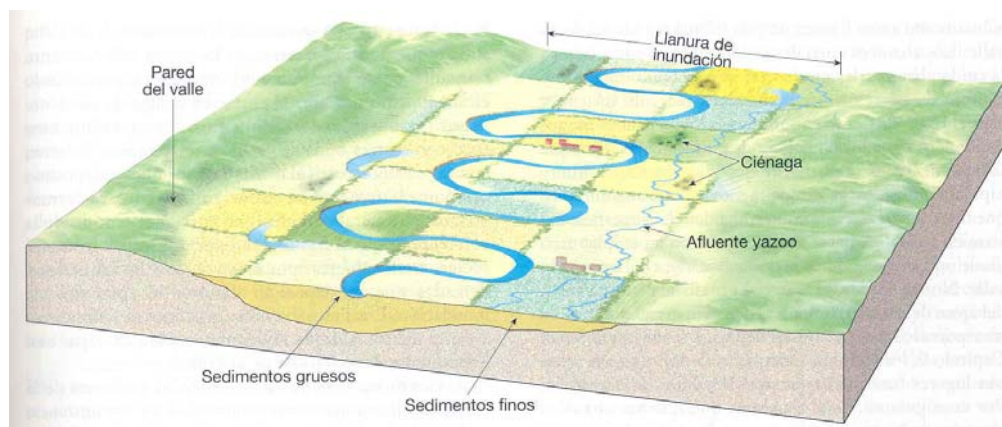 Llanura de
inundación
Pared
del valle
Ciénaga
Afluente yazoo
Sedimentos gruesos
Sedimentos finos